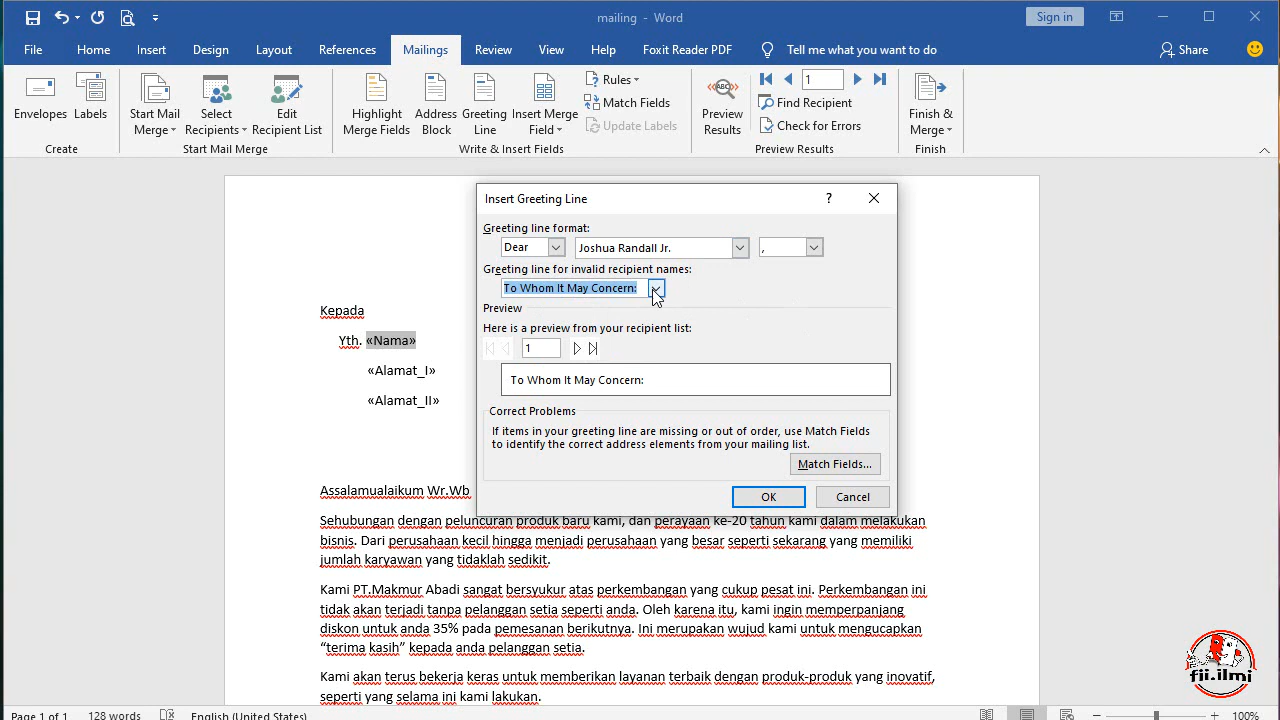 mailing - Word
Sign in
File Home Insert Design Layout References Mailings Review View Help Foxit Reader PDF Tell me what you want to do Share
Envelopes Labels
Create
Start Mail Merge Select Recipients Edit Recipient List
Start Mail Merge
Highlight Merge Fields Address Block Greeting Line Insert Merge Field
Rules
Match Fields
Update Labels
Write & Insert Fields
ABC
Preview Results
1
Find Recipient
Check for Errors
Preview Results
Finish & Merge
Finish
Insert Greeting Line ?
Greeting line format:
Dear Joshua Randall Jr. ,
Greeting line for invalid recipient names:
To Whom It May Concern:
Preview
Here is a preview from your recipient list:
1
To Whom It May Concern:
Correct Problems
If items in your greeting line are missing or out of order, use Match Fields
to identify the correct address elements from your mailing list.
Match Fields...
OK Cancel
Kepada
Yth. «Nama»
«Alamat_I»
«Alamat_II»
Assalamualaikum Wr.Wb
Sehubungan dengan peluncuran produk baru kami, dan perayaan ke-20 tahun kami dalam melakukan
bisnis. Dari perusahaan kecil hingga menjadi perusahaan yang besar seperti sekarang yang memiliki
jumlah karyawan yang tidaklah sedikit.
Kami PT.Makmur Abadi sangat bersyukur atas perkembangan yang cukup pesat ini. Perkembangan ini
tidak akan terjadi tanpa pelanggan setia seperti anda. Oleh karena itu, kami ingin memperpanjang
diskon untuk anda 35% pada pemesanan berikutnya. Ini merupakan wujud kami untuk mengucapkan
“terima kasih” kepada anda pelanggan setia.
Kami akan terus bekerja keras untuk memberikan layanan terbaik dengan produk-produk yang inovatif,
seperti yang selama ini kami lakukan.
fii.ilmi
Page 1 of 1 128 words English (United States) 100%